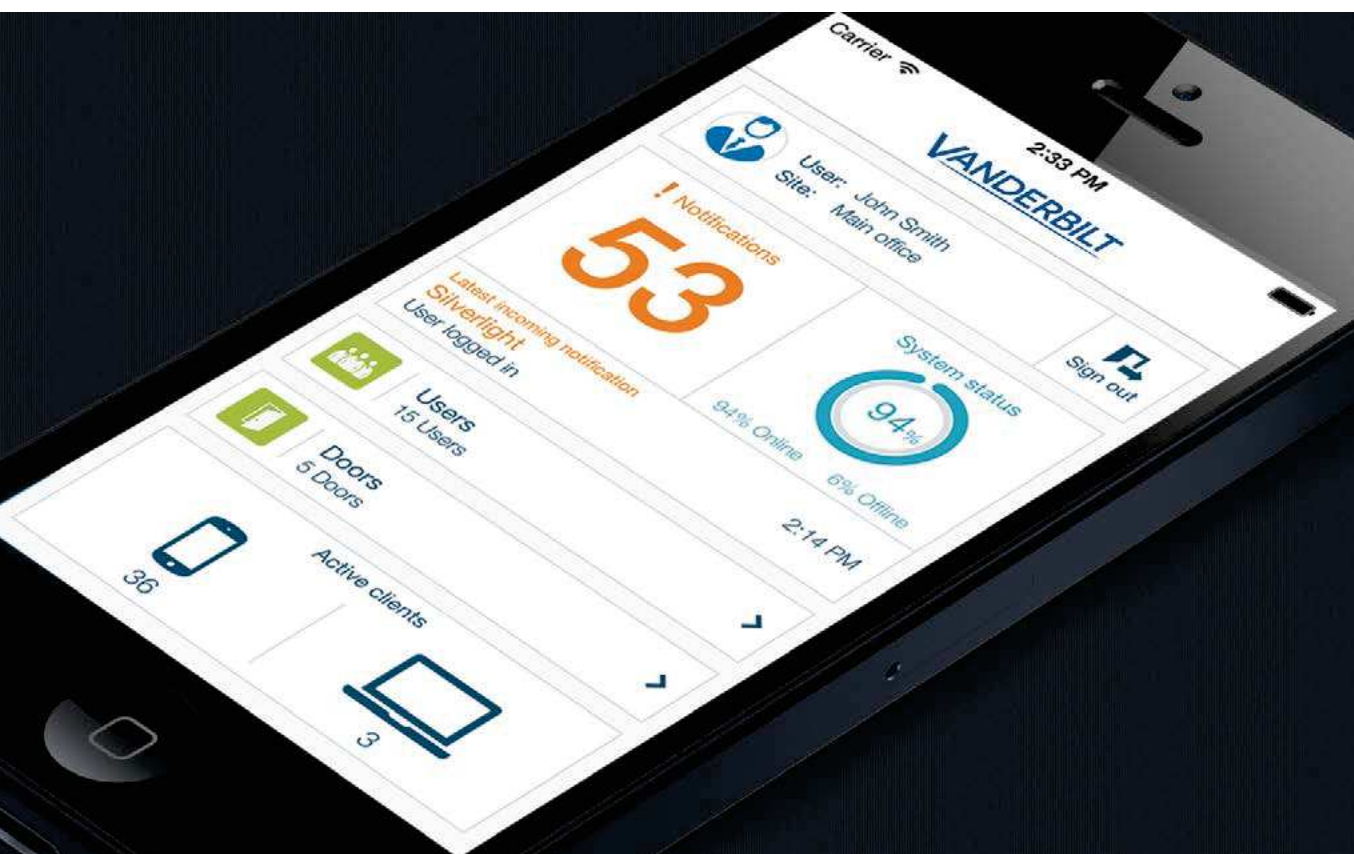 Carrier
2:33 PM
VANDERBILT
User: John Smith
Site: Main office
Sign out
! Notifications
53
System status
94%
94% Online
6% Offline
Latest incoming notification
Silverlight
User logged in
2:14 PM
Users
15 Users
Doors
5 Doors
Active clients
36
3